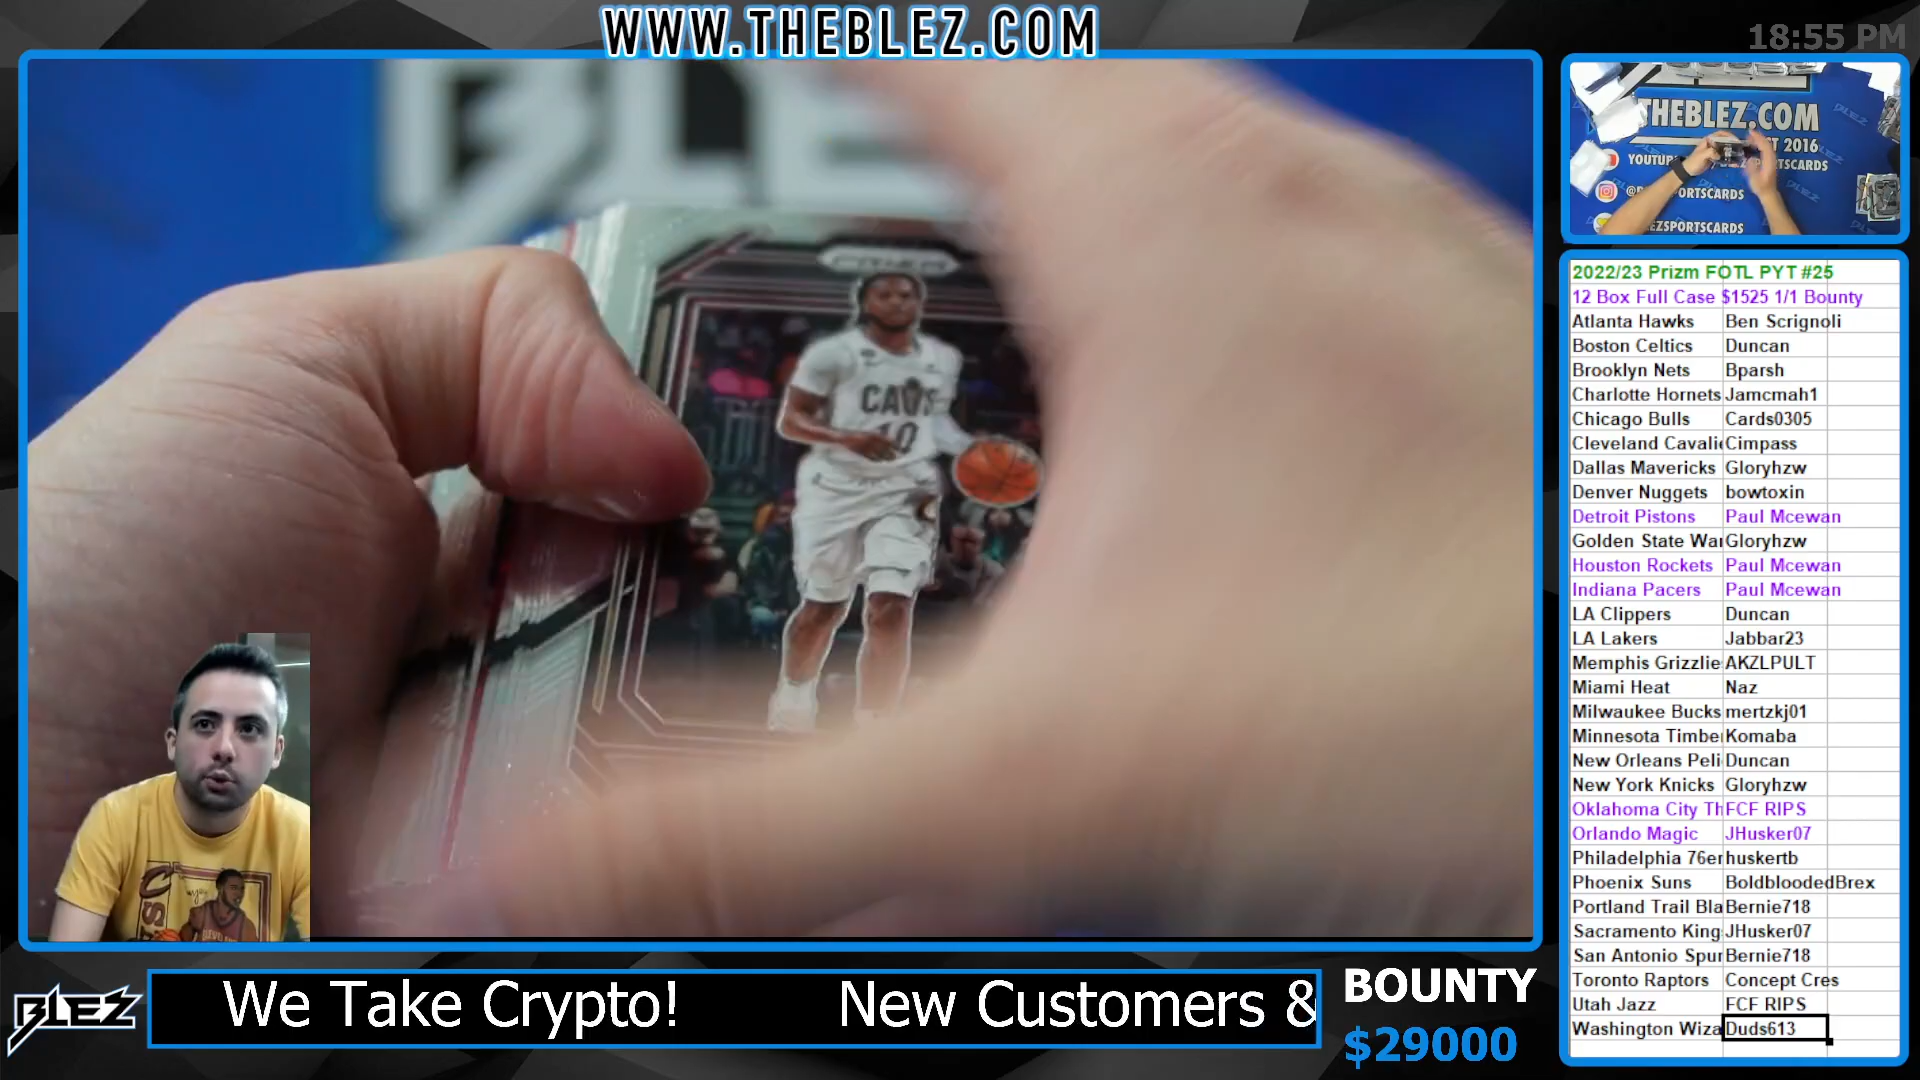 WWW.THEBLEZ.COM
18:55 PM
BLE
PRIZM
CAVS
10
THEBLEZ.COM
2016
2022/23 Prizm FOTL PYT #25
12 Box Full Case $1525 1/1 Bounty
Atlanta Hawks Ben Scrignoli
Boston Celtics Duncan
Brooklyn Nets Bparsh
Charlotte Hornets Jamcmah1
Chicago Bulls Cards0305
Cleveland Cavalie Cimpass
Dallas Mavericks Gloryhzw
Denver Nuggets bowtoxin
Detroit Pistons Paul Mcewan
Golden State War Gloryhzw
Houston Rockets Paul Mcewan
Indiana Pacers Paul Mcewan
LA Clippers Duncan
LA Lakers Jabbar23
Memphis Grizzlie AKZLPULT
Miami Heat Naz
Milwaukee Bucks mertzkj01
Minnesota Timbe Komaba
New Orleans Peli Duncan
New York Knicks Gloryhzw
Oklahoma City Th FCF RIPS
Orlando Magic JHusker07
Philadelphia 76er huskertb
Phoenix Suns BoldbloodedBrex
Portland Trail Bla Bernie718
Sacramento King JHusker07
San Antonio Spur Bernie718
Toronto Raptors Concept Cres
Utah Jazz FCF RIPS
Washington Wiza Duds613
BLEZ
We Take Crypto! New Customers &
BOUNTY
$29000